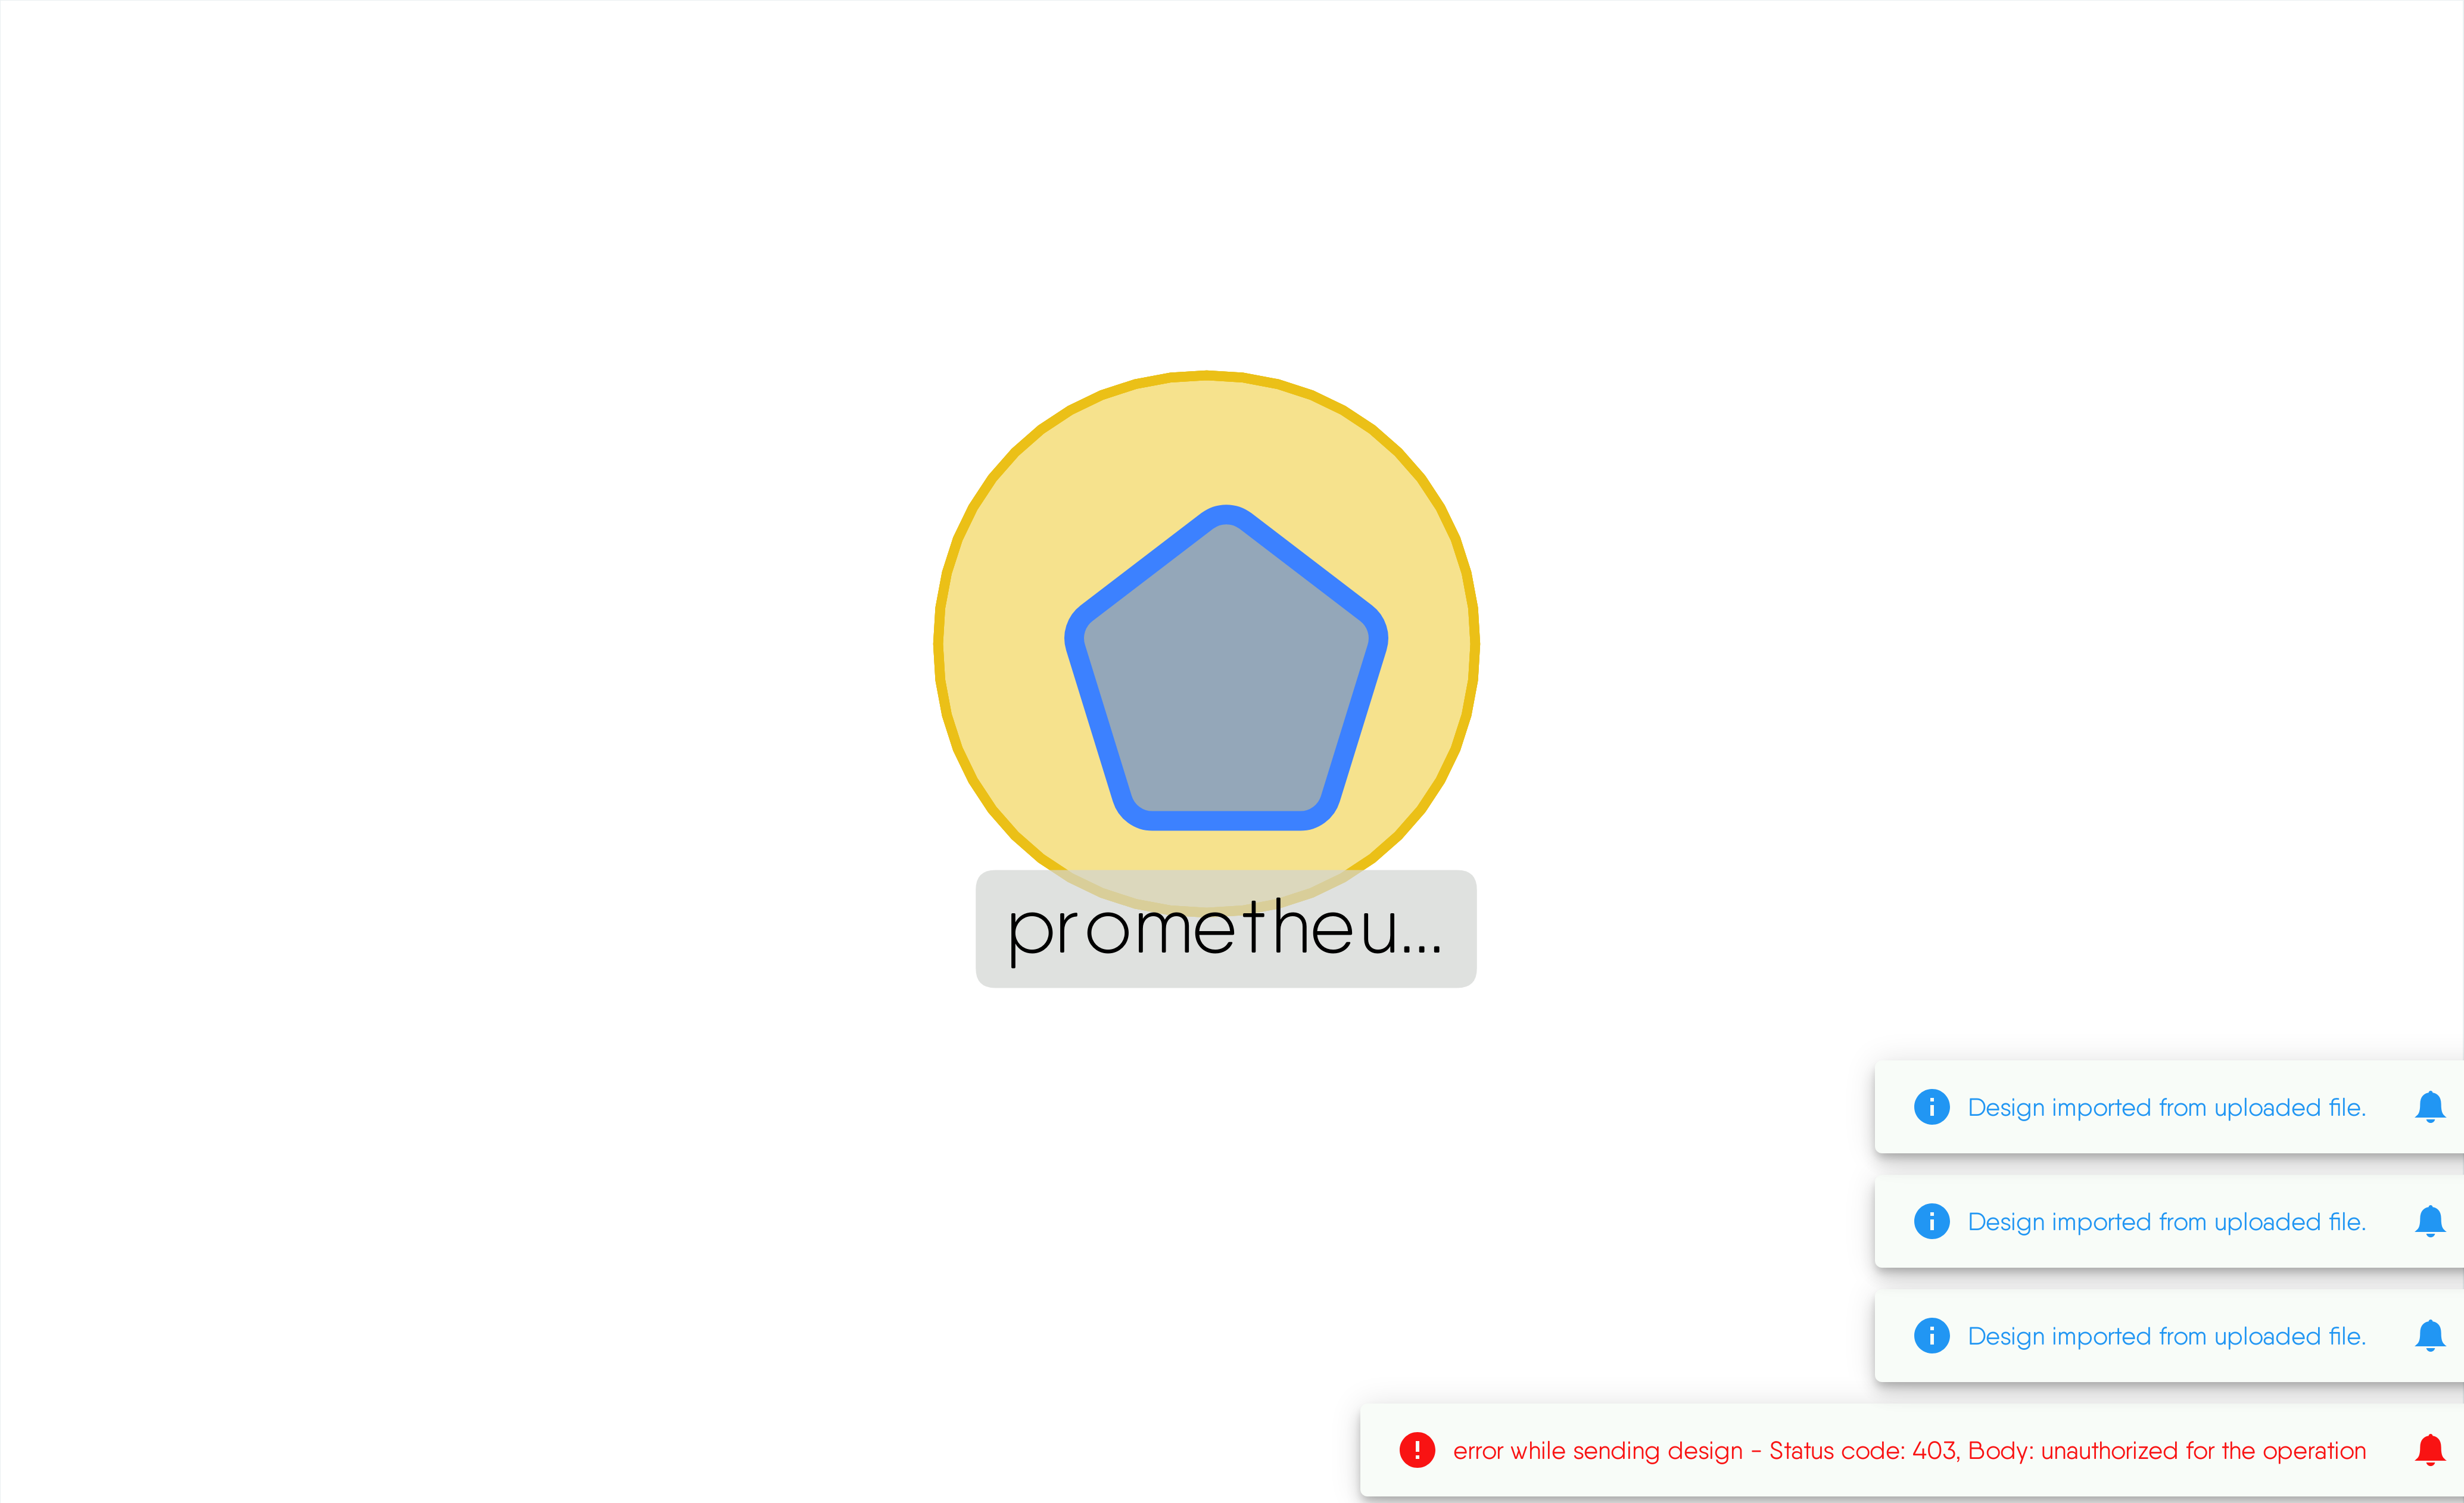 prometheu...
Design imported from uploaded file.
Design imported from uploaded file.
Design imported from uploaded file.
error while sending design - Status code: 403, Body: unauthorized for the operation